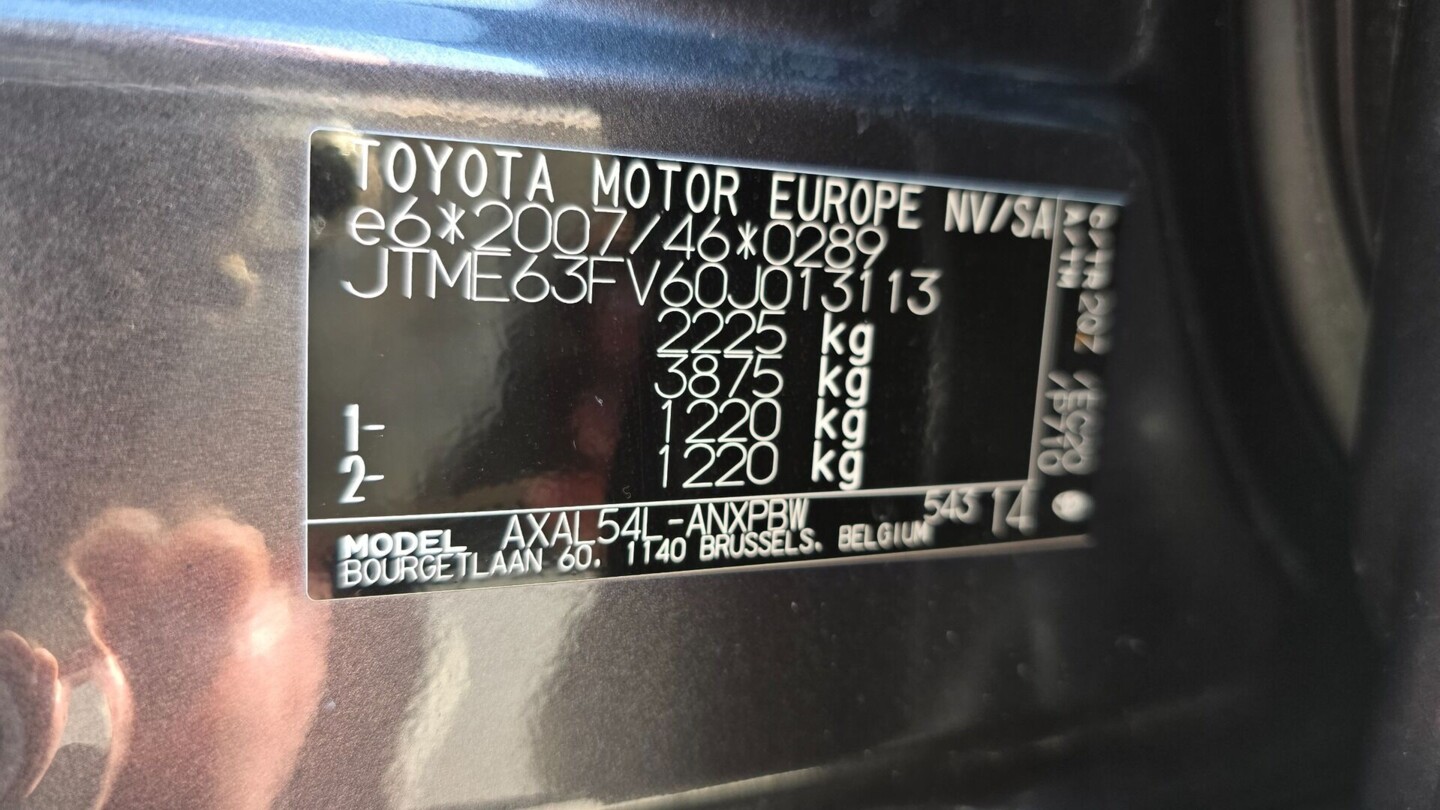 TOYOTA MOTOR EUROPE NV/SA
e6*2007/46*0289
JTME63FV60J013113
2225 kg
3875 kg
1- 1220 kg
2- 1220 kg
MODEL AXAL54L-ANXPBW 543 14
BOURGETLAAN 60, 1140 BRUSSELS, BELGIUM